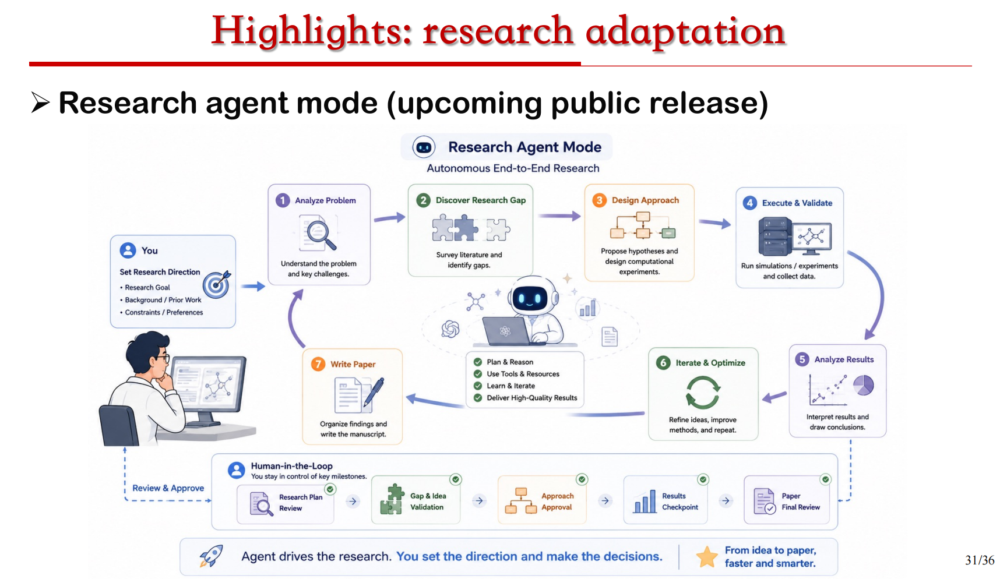 Highlights: research adaptation
➢ Research agent mode (upcoming public release)
Research Agent Mode
Autonomous End-to-End Research
You
Set Research Direction
• Research Goal
• Background / Prior Work
• Constraints / Preferences
1 Analyze Problem
Understand the problem
and key challenges.
2 Discover Research Gap
Survey literature and
identify gaps.
3 Design Approach
Propose hypotheses and
design computational
experiments.
4 Execute & Validate
Run simulations / experiments
and collect data.
5 Analyze Results
Interpret results and
draw conclusions.
6 Iterate & Optimize
Refine ideas, improve
methods, and repeat.
Plan & Reason
Use Tools & Resources
Learn & Iterate
Deliver High-Quality Results
7 Write Paper
Organize findings and
write the manuscript.
Review & Approve
Human-in-the-Loop
You stay in control of key milestones.
Research Plan
Review
Gap & Idea
Validation
Approach
Approval
Results
Checkpoint
Paper
Final Review
Agent drives the research. You set the direction and make the decisions.
From idea to paper,
faster and smarter.
31/36